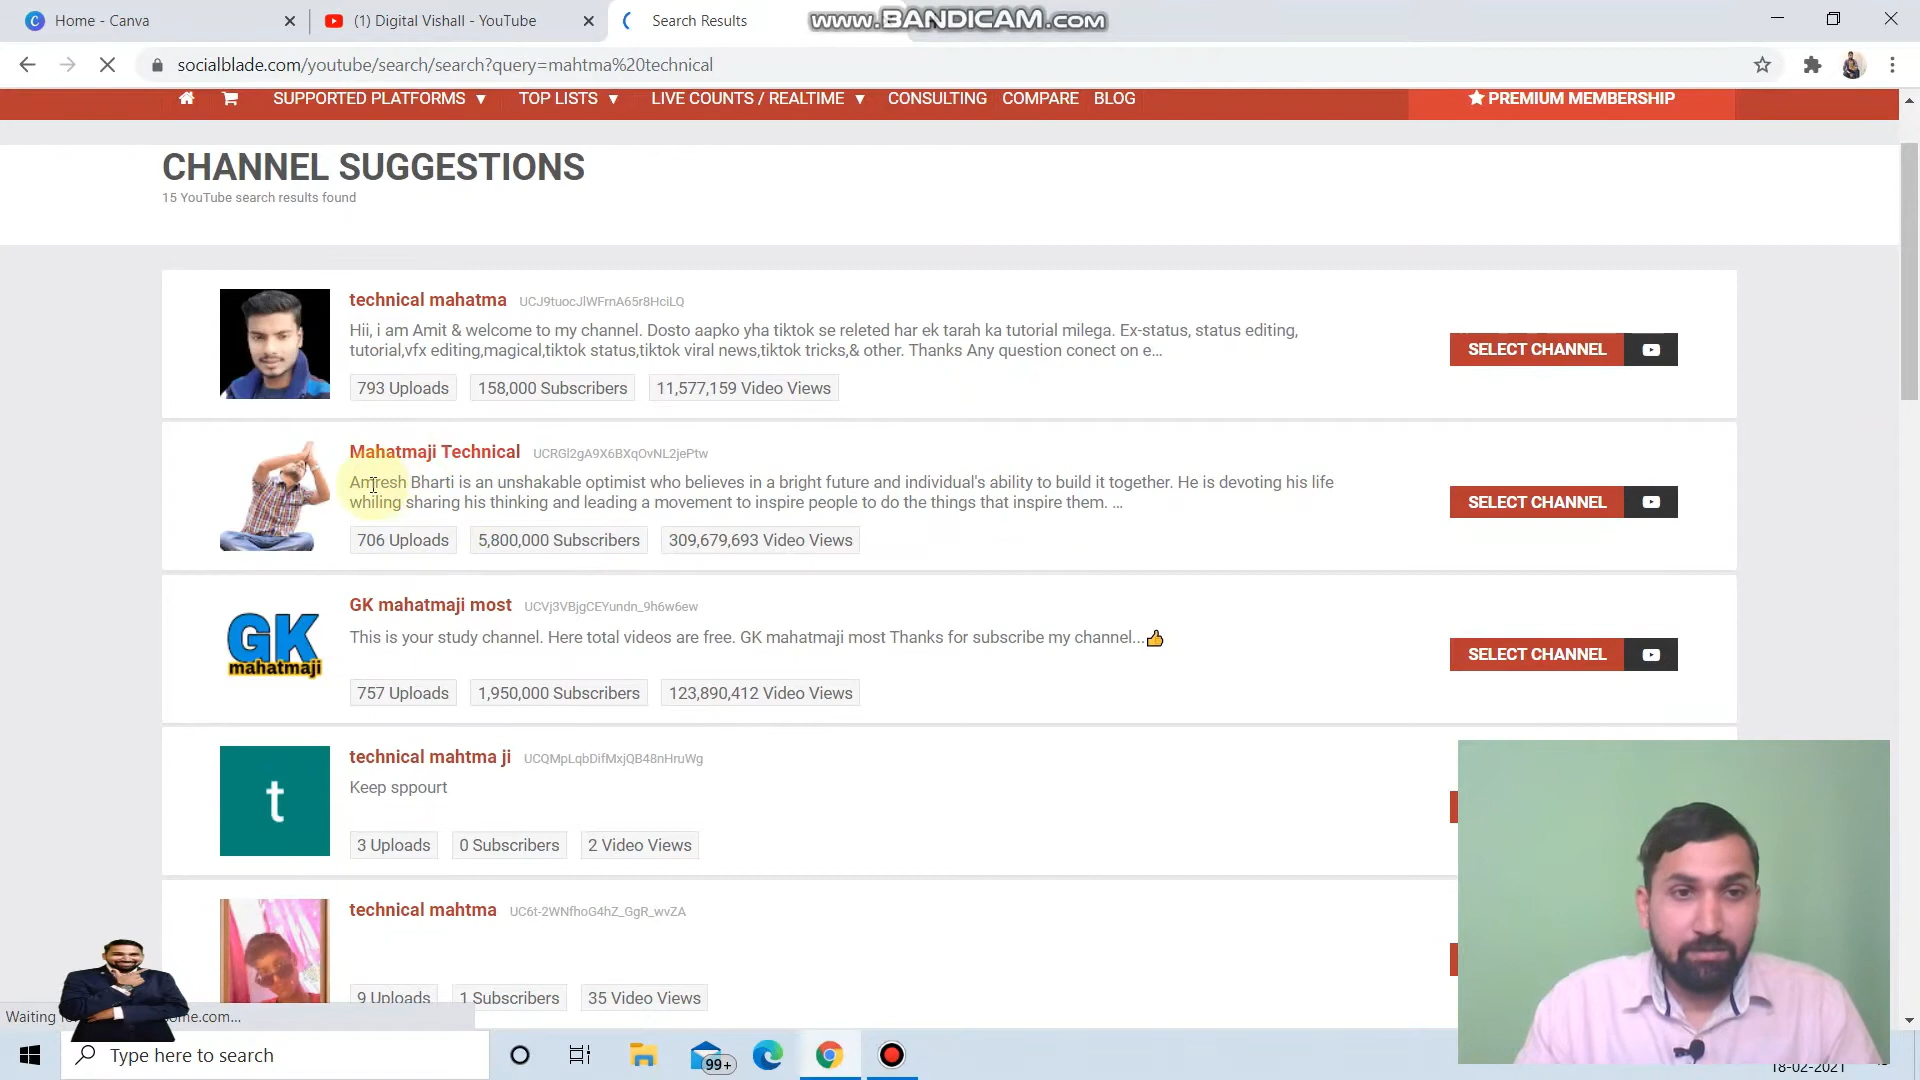 Home - Canva
(1) Digital Vishall - YouTube
Search Results
www.BANDICAM.com
socialblade.com/youtube/search/search?query=mahtma%20technical
SUPPORTED PLATFORMS ▼
TOP LISTS ▼
LIVE COUNTS / REALTIME ▼
CONSULTING
COMPARE
BLOG
PREMIUM MEMBERSHIP
CHANNEL SUGGESTIONS
15 YouTube search results found
technical mahatma UCJ9tuocJlWFrnA65r8HciLQ
Hii, i am Amit & welcome to my channel. Dosto aapko yha tiktok se releted har ek tarah ka tutorial milega. Ex-status, status editing,
tutorial,vfx editing,magical,tiktok status,tiktok viral news,tiktok tricks,& other. Thanks Any question conect on e...
793 Uploads 158,000 Subscribers 11,577,159 Video Views
SELECT CHANNEL
Mahatmaji Technical UCRGl2gA9X6BXqOvNL2jePtw
Amresh Bharti is an unshakable optimist who believes in a bright future and individual's ability to build it together. He is devoting his life
whiling sharing his thinking and leading a movement to inspire people to do the things that inspire them. ...
706 Uploads 5,800,000 Subscribers 309,679,693 Video Views
SELECT CHANNEL
GK
mahatmaji
GK mahatmaji most UCVj3VBjgCEYundn_9h6w6ew
This is your study channel. Here total videos are free. GK mahatmaji most Thanks for subscribe my channel...👍
757 Uploads 1,950,000 Subscribers 123,890,412 Video Views
SELECT CHANNEL
t
technical mahtma ji UCQMpLqbDifMxjQB48nHruWg
Keep sppourt
3 Uploads 0 Subscribers 2 Video Views
technical mahtma UC6t-2WNfhoG4hZ_GgR_wvZA
9 Uploads 1 Subscribers 35 Video Views
Waiting
ome.com...
Type here to search
99+
18-02-2021